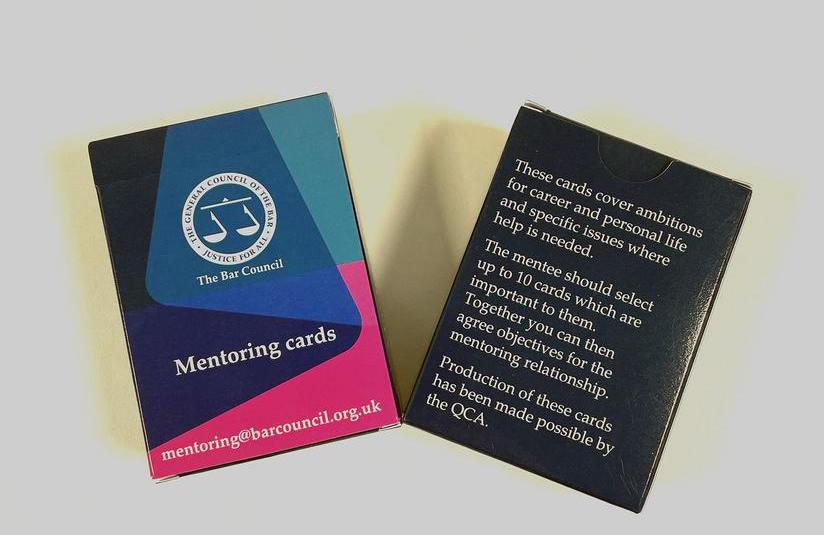 THE GENERAL COUNCIL OF THE BAR
• JUSTICE FOR ALL •
The Bar Council
Mentoring cards
mentoring@barcouncil.org.uk
These cards cover ambitions
for career and personal life
and specific issues where
help is needed.
The mentee should select
up to 10 cards which are
important to them.
Together you can then
agree objectives for the
mentoring relationship.
Production of these cards
has been made possible by
the QCA.